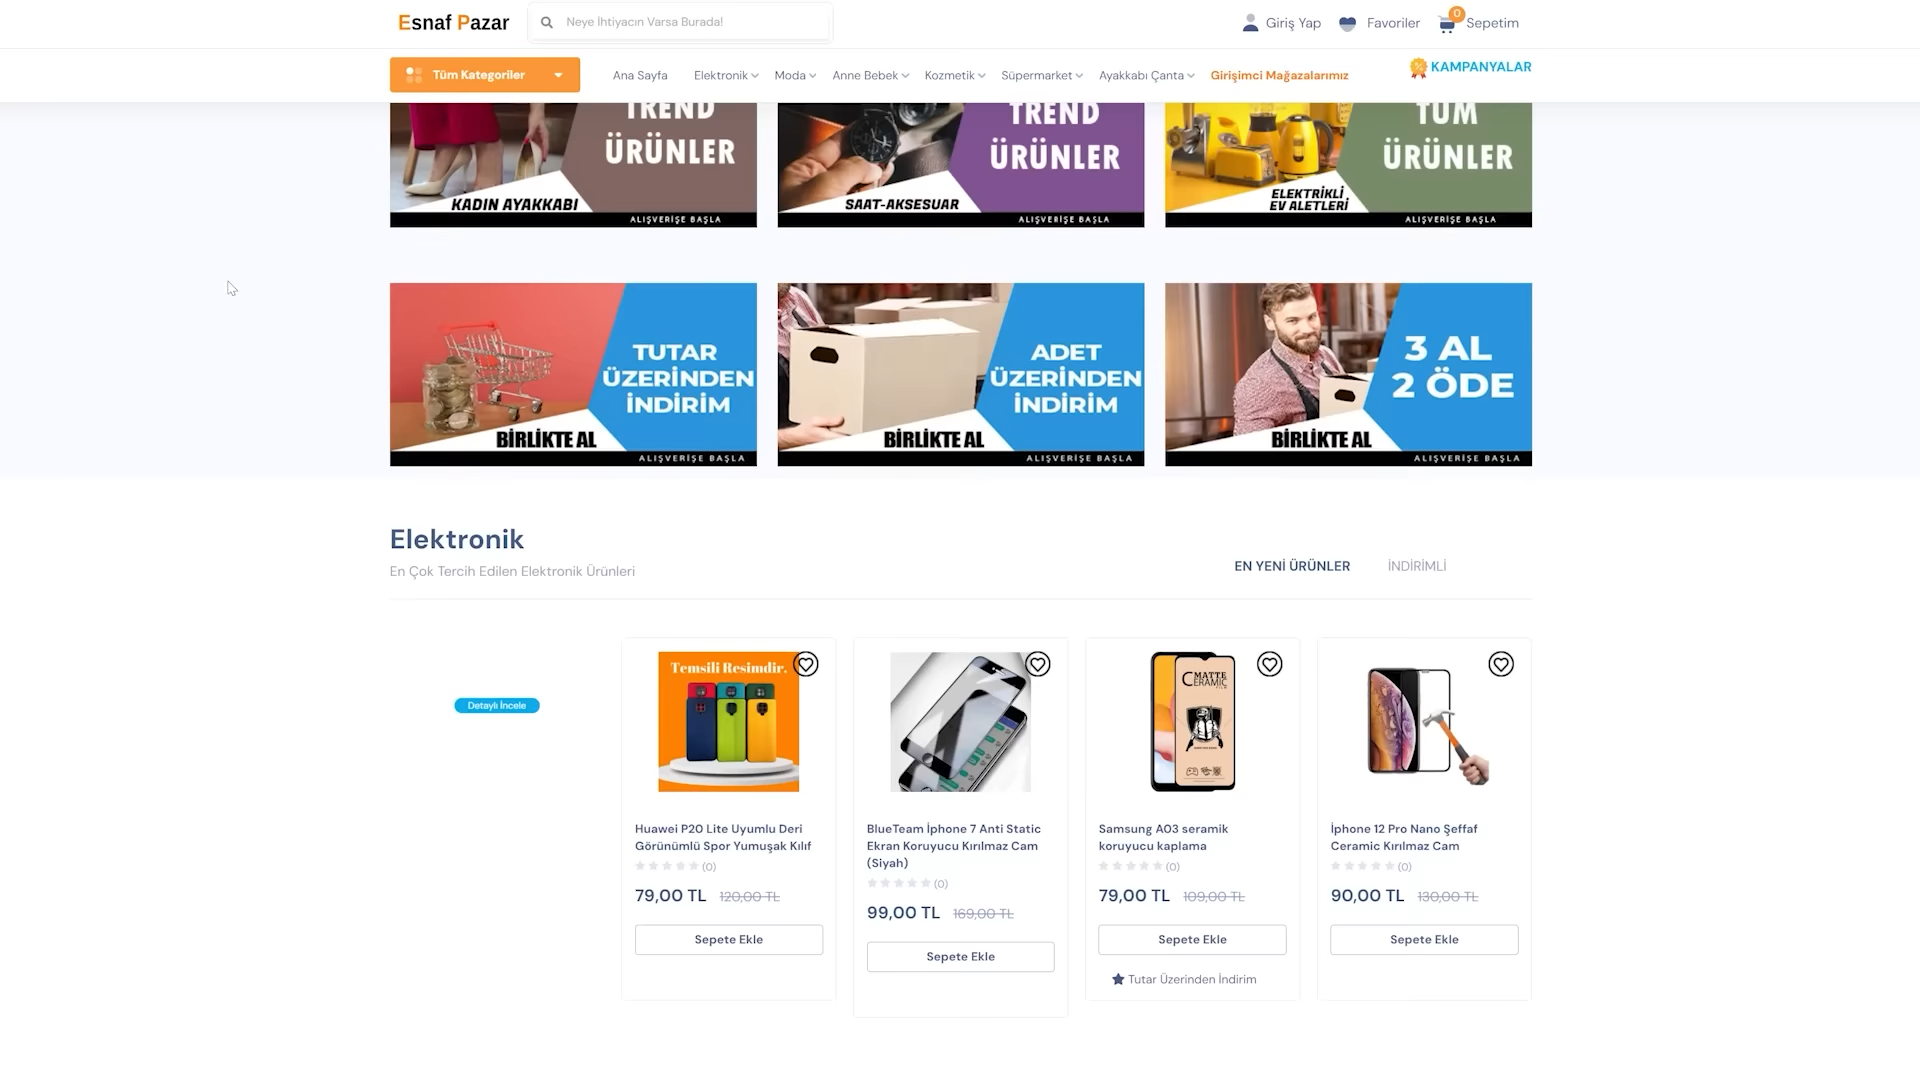 Esnaf Pazar
Neye İhtiyacın Varsa Burada!
Giriş Yap
Favoriler
0
Sepetim
Tüm Kategoriler
Ana Sayfa
Elektronik
Moda
Anne Bebek
Kozmetik
Süpermarket
Ayakkabı Çanta
Girişimci Mağazalarımız
KAMPANYALAR
TREND
ÜRÜNLER
KADIN AYAKKABI
ALIŞVERİŞE BAŞLA
TREND
ÜRÜNLER
SAAT-AKSESUAR
ALIŞVERİŞE BAŞLA
TÜM
ÜRÜNLER
ELEKTRİKLİ
EV ALETLERİ
ALIŞVERİŞE BAŞLA
TUTAR
ÜZERİNDEN
İNDİRİM
BİRLİKTE AL
ALIŞVERİŞE BAŞLA
ADET
ÜZERİNDEN
İNDİRİM
BİRLİKTE AL
ALIŞVERİŞE BAŞLA
3 AL
2 ÖDE
BİRLİKTE AL
ALIŞVERİŞE BAŞLA
Elektronik
En Çok Tercih Edilen Elektronik Ürünleri
EN YENİ ÜRÜNLER
İNDİRİMLİ
Detaylı İncele
Temsili Resimdir.
Huawei P20 Lite Uyumlu Deri
Görünümlü Spor Yumuşak Kılıf
(0)
79,00 TL 120,00 TL
Sepete Ekle
BlueTeam İphone 7 Anti Static
Ekran Koruyucu Kırılmaz Cam
(Siyah)
(0)
99,00 TL 169,00 TL
Sepete Ekle
MATTE
CERAMIC
Samsung A03 seramik
koruyucu kaplama
(0)
79,00 TL 109,00 TL
Sepete Ekle
Tutar Üzerinden İndirim
İphone 12 Pro Nano Şeffaf
Ceramic Kırılmaz Cam
(0)
90,00 TL 130,00 TL
Sepete Ekle